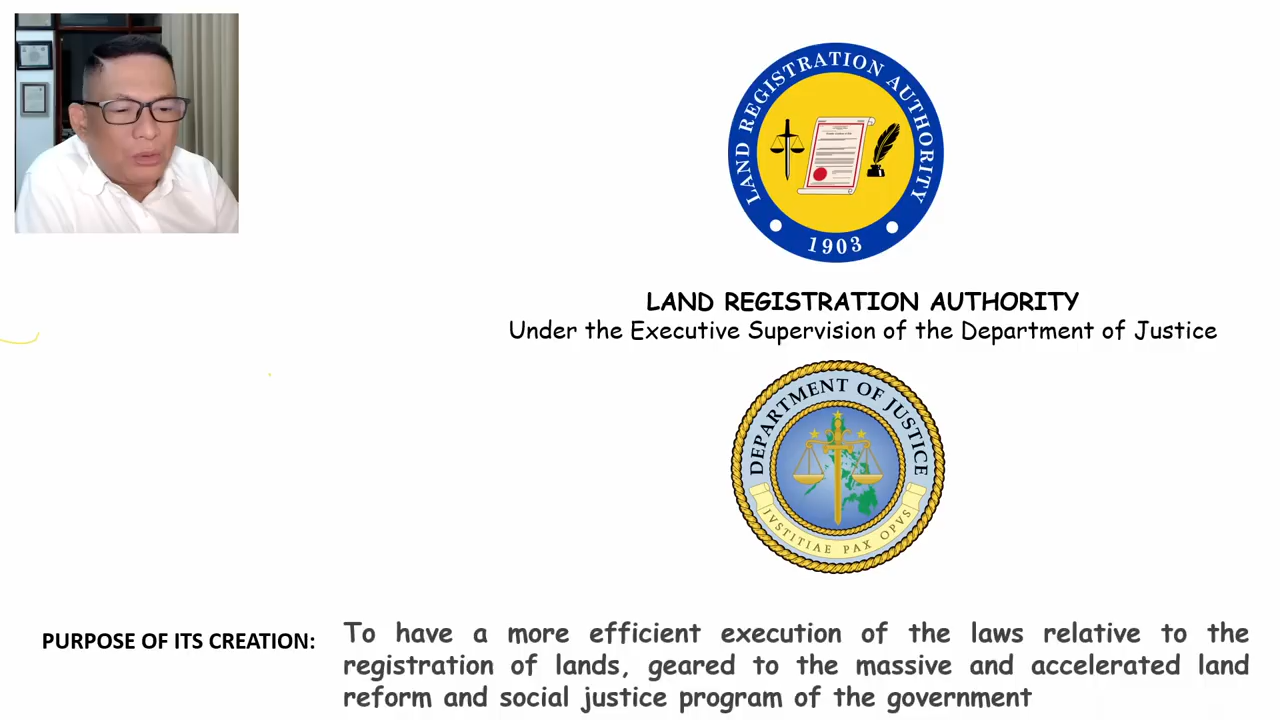 LAND REGISTRATION AUTHORITY
1903
LAND REGISTRATION AUTHORITY
Under the Executive Supervision of the Department of Justice
DEPARTMENT OF JUSTICE
JVSTITIAE PAX OPVS
PURPOSE OF ITS CREATION:
To have a more efficient execution of the laws relative to the
registration of lands, geared to the massive and accelerated land
reform and social justice program of the government